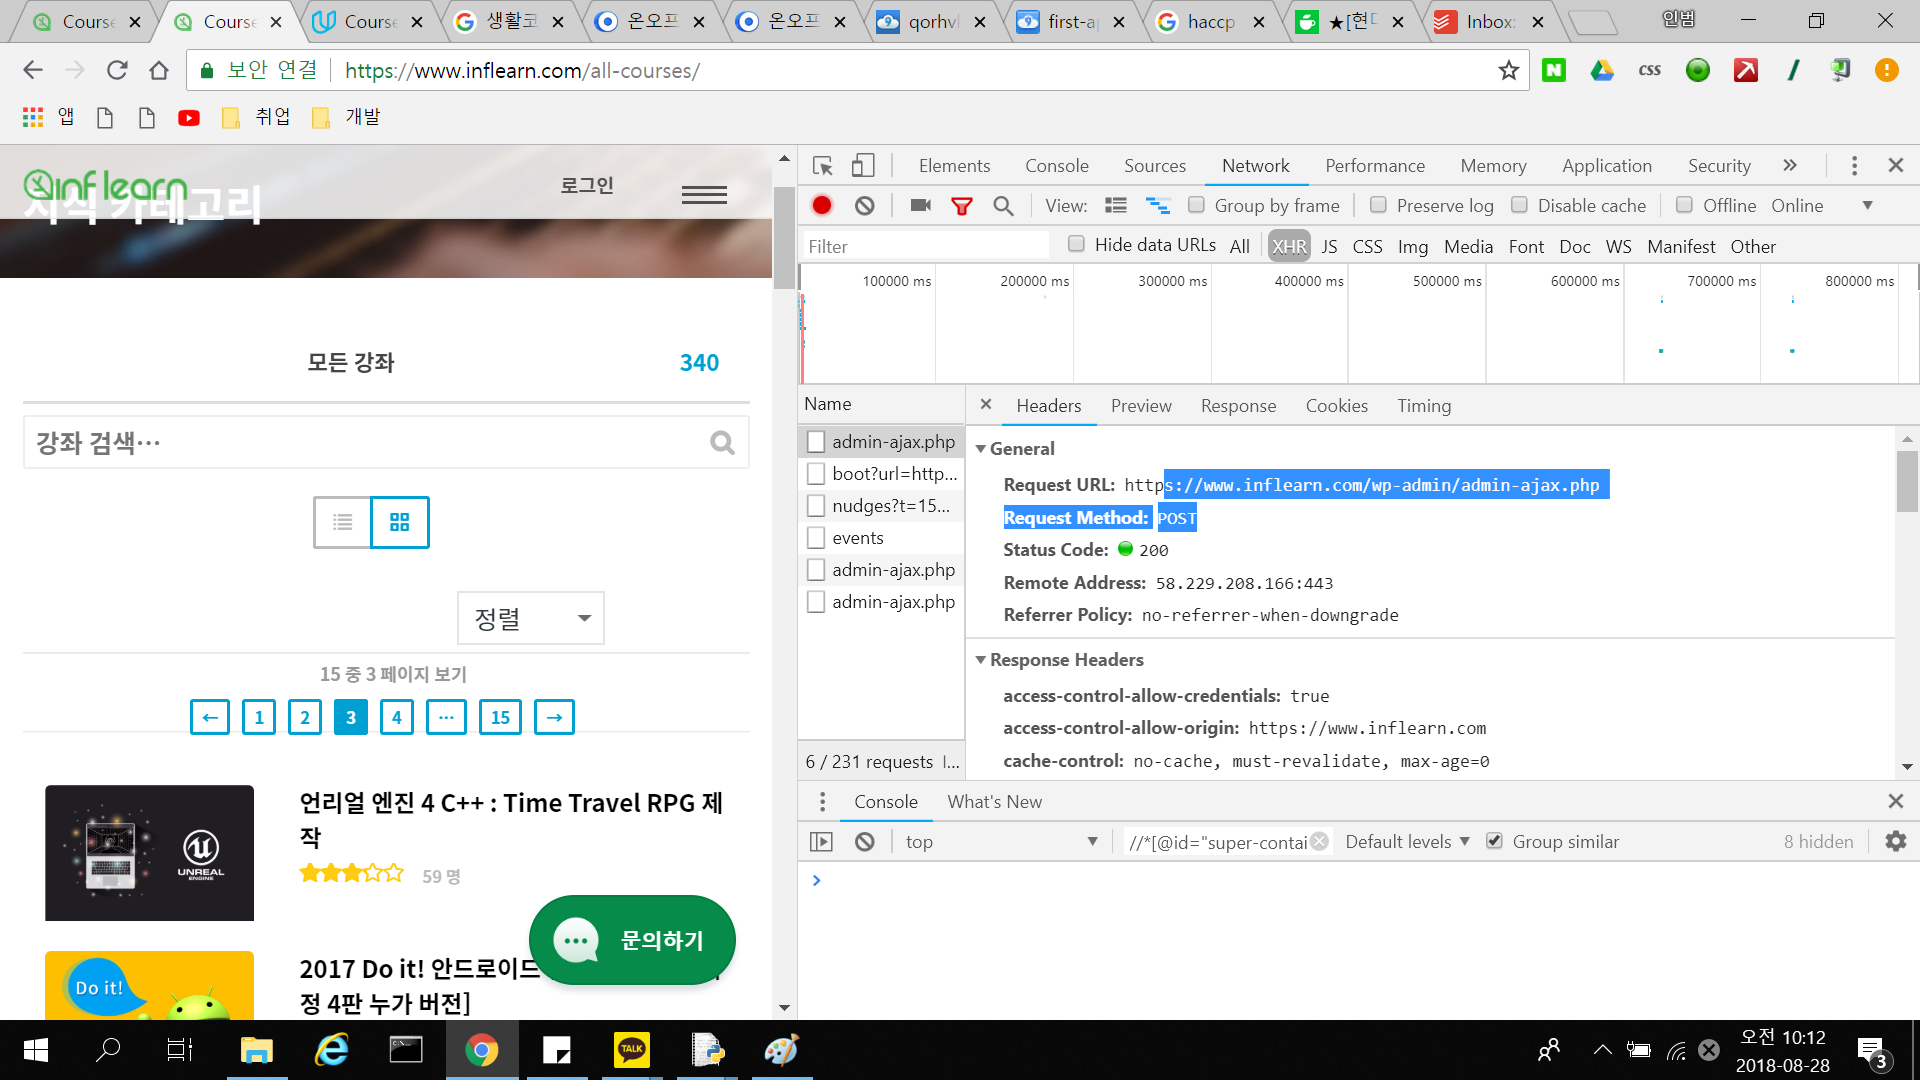 Course
Course
Course
생활코
온오프
온오프
qorhvl
first-ap
haccp
★[현대
Inbox:
인범
보안 연결
https://www.inflearn.com/all-courses/
css
앱
취업
개발
inflearn
지식 카테고리
로그인
모든 강좌
340
강좌 검색…
정렬
15 중 3 페이지 보기
← 1 2 3 4 … 15 →
UNREAL
ENGINE
언리얼 엔진 4 C++ : Time Travel RPG 제
작
59 명
Do it!
2017 Do it! 안드로이드
정 4판 누가 버전]
문의하기
Elements Console Sources Network Performance Memory Application Security »
View: Group by frame Preserve log Disable cache Offline Online
Filter
Hide data URLs All XHR JS CSS Img Media Font Doc WS Manifest Other
100000 ms 200000 ms 300000 ms 400000 ms 500000 ms 600000 ms 700000 ms 800000 ms
Name
admin-ajax.php
boot?url=http...
nudges?t=15...
events
admin-ajax.php
admin-ajax.php
6 / 231 requests I...
Headers Preview Response Cookies Timing
General
Request URL: https://www.inflearn.com/wp-admin/admin-ajax.php
Request Method: POST
Status Code: 200
Remote Address: 58.229.208.166:443
Referrer Policy: no-referrer-when-downgrade
Response Headers
access-control-allow-credentials: true
access-control-allow-origin: https://www.inflearn.com
cache-control: no-cache, must-revalidate, max-age=0
Console What's New
top //*[@id="super-contai Default levels Group similar 8 hidden
TALK
오전 10:12
2018-08-28
3